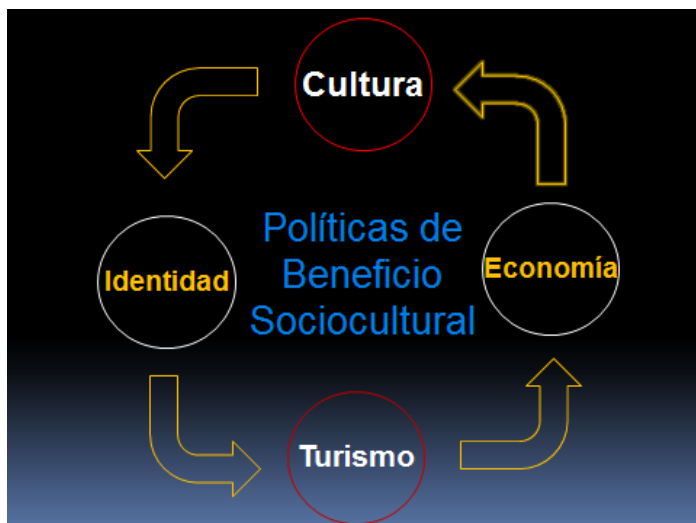 Cultura
Identidad
Políticas de
Beneficio
Sociocultural
Economía
Turismo